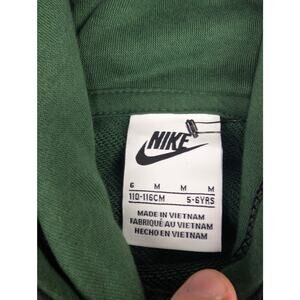 NIKE
6 M M M
110-116CM 5-6YRS
MADE IN VIETNAM
FABRIQUÉ AU VIETNAM
HECHO EN VIETNAM